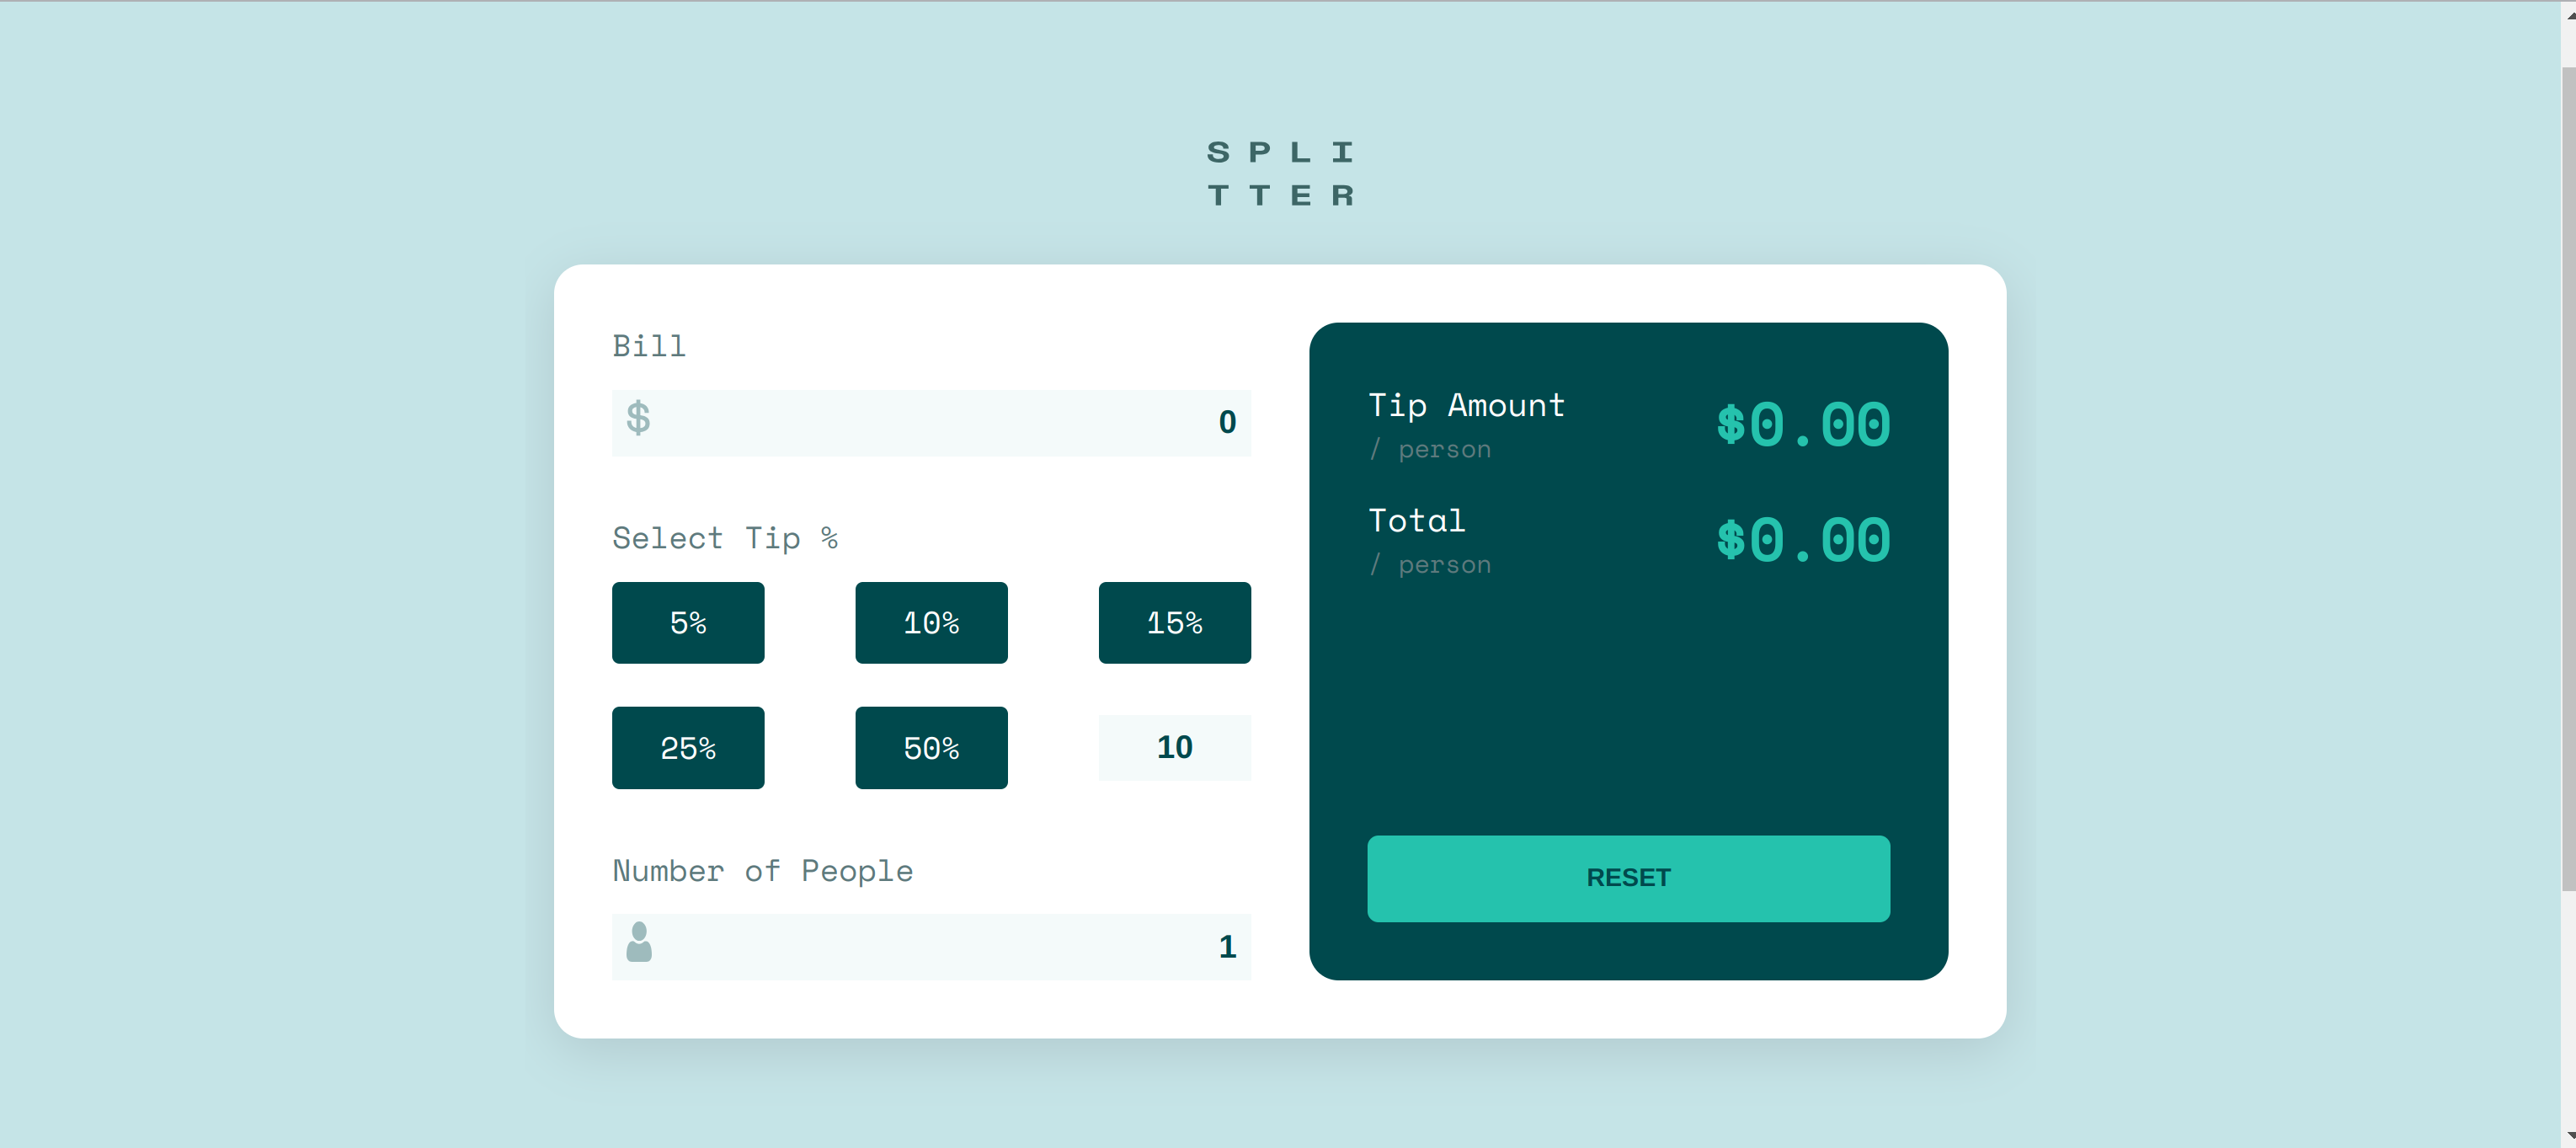 S P L I
T T E R
Bill
$ 0
Select Tip %
5% 10% 15%
25% 50% 10
Number of People
1
Tip Amount
/ person
$0.00
Total
/ person
$0.00
RESET